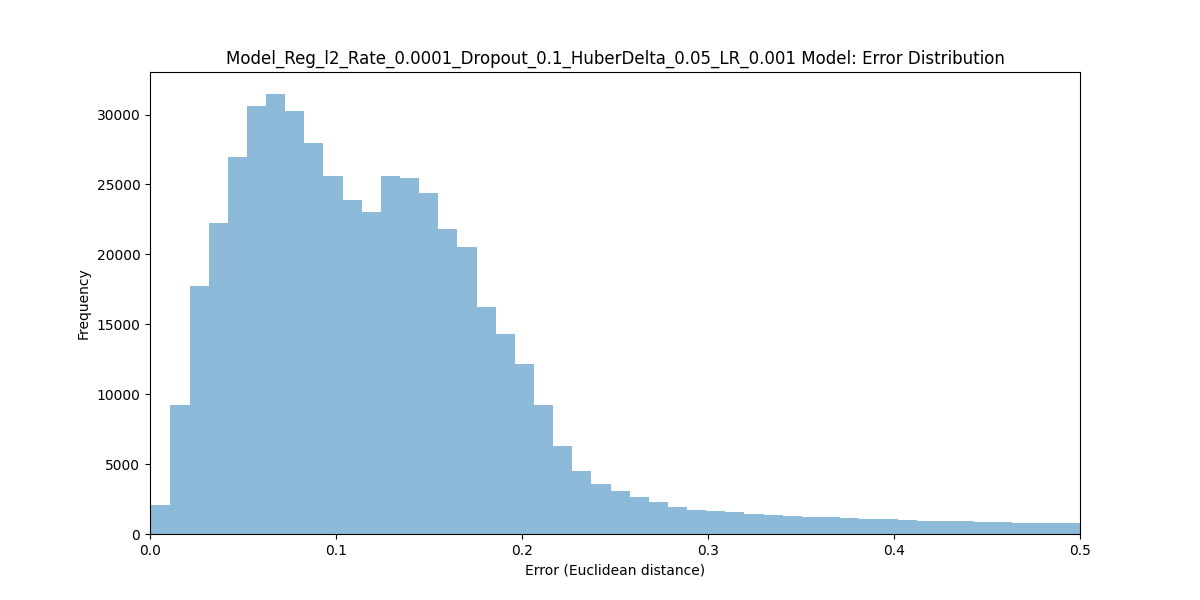 Model_Reg_l2_Rate_0.0001_Dropout_0.1_HuberDelta_0.05_LR_0.001 Model: Error Distribution
30000
25000
20000
15000
10000
5000
0
Frequency
0.0 0.1 0.2 0.3 0.4 0.5
Error (Euclidean distance)